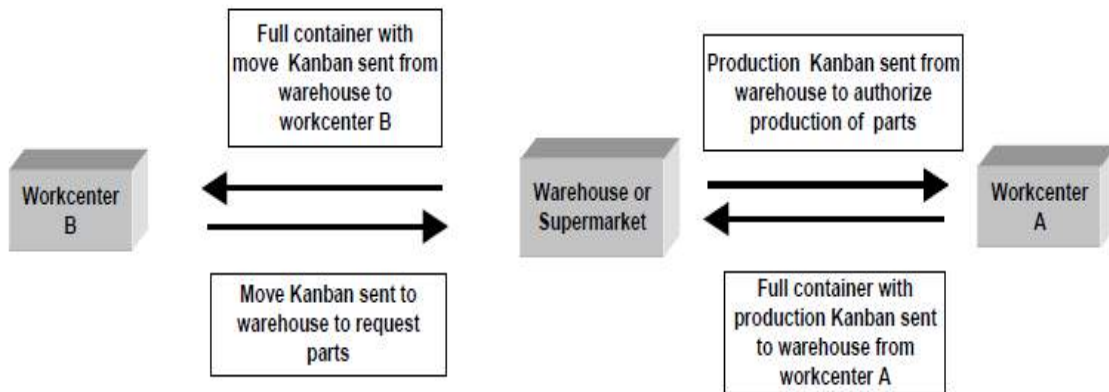 Full container with
move Kanban sent from
warehouse to
workcenter B
Production Kanban sent from
warehouse to authorize
production of parts
Workcenter
B
Warehouse or
Supermarket
Workcenter
A
Move Kanban sent to
warehouse to request
parts
Full container with
production Kanban sent
to warehouse from
workcenter A